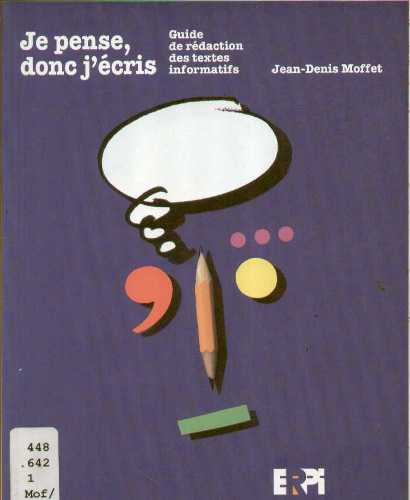 Je pense,
donc j'écris
Guide
de rédaction
des textes
informatifs
Jean-Denis Moffet
448
.642
1
Mof/
ERPI